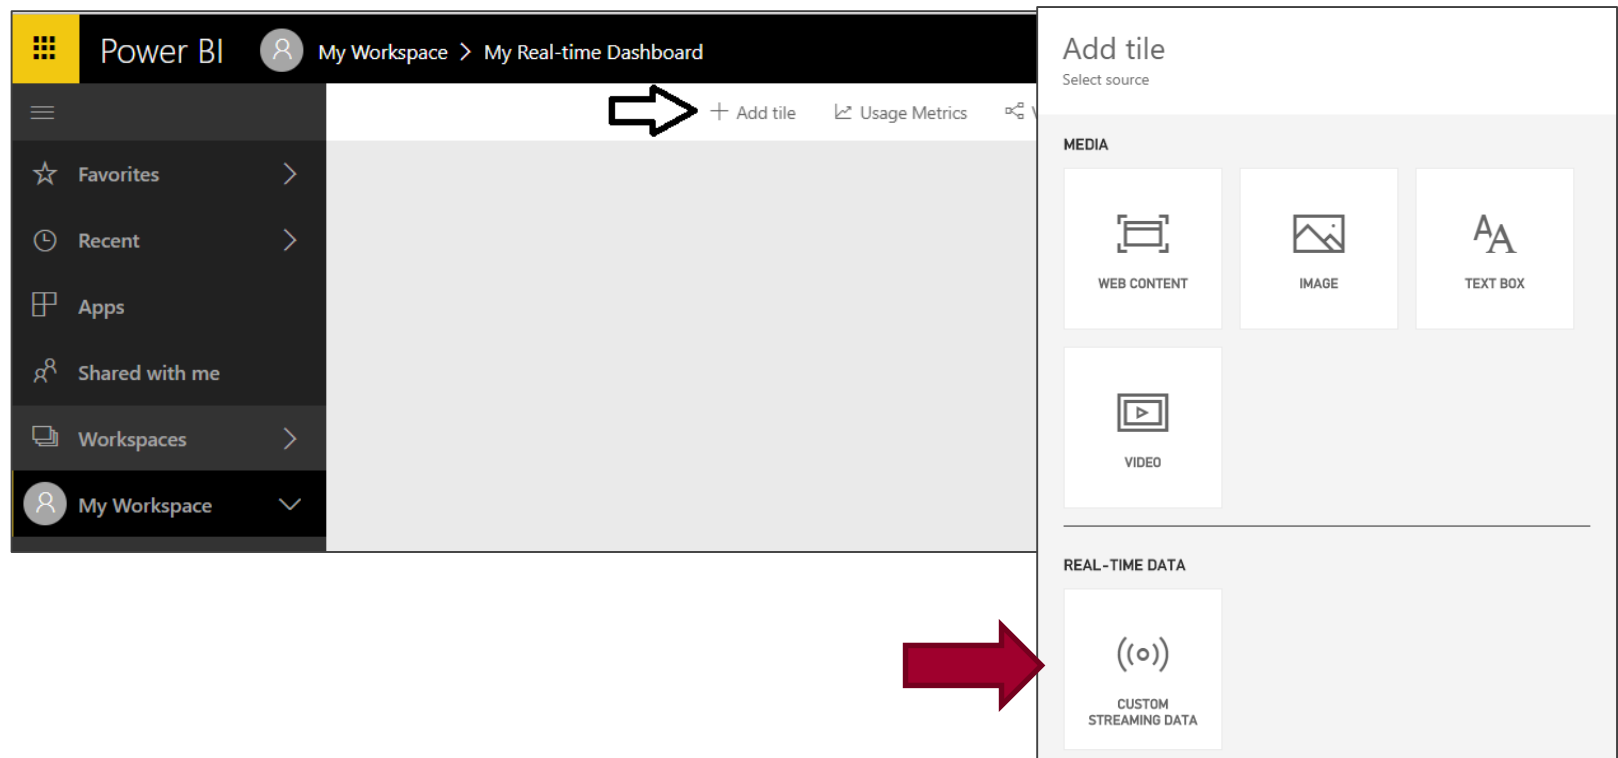 Power BI
My Workspace > My Real-time Dashboard
+ Add tile
Usage Metrics
Favorites
Recent
Apps
Shared with me
Workspaces
My Workspace
Add tile
Select source
MEDIA
WEB CONTENT
IMAGE
TEXT BOX
VIDEO
REAL-TIME DATA
CUSTOM
STREAMING DATA